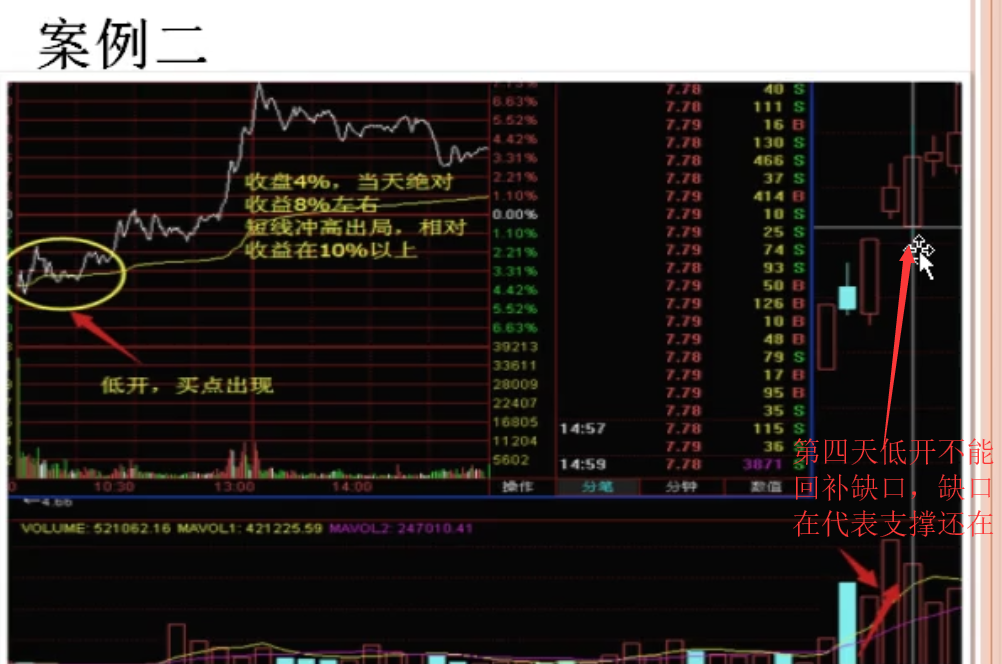 案例二
6.63%
5.52%
4.42%
3.31%
2.21%
1.10%
0.00%
1.10%
2.21%
3.31%
4.42%
5.52%
6.63%
39213
33611
28009
22407
16805
11204
5602
收盘4%，当天绝对
收益8%左右
短线冲高出局，相对
收益在10%以上
低开，买点出现
7.78 40 S
7.78 111 S
7.79 16 B
7.78 130 S
7.78 466 S
7.78 37 S
7.79 414 B
7.78 10 S
7.78 25 S
7.78 74 S
7.78 93 S
7.79 50 B
7.79 126 B
7.79 10 B
7.79 48 B
7.78 79 S
7.79 17 B
7.79 95 B
7.78 35 S
14:57 7.78 115 S
7.79 36 S
14:59 7.78 3871 S
10:30 13:00 14:00 操作 分笔 分钟 数值
第四天低开不能
回补缺口，缺口
在代表支撑还在
4.66
VOLUME: 521062.16 MAVOL1: 421225.59 MAVOL2: 247010.41